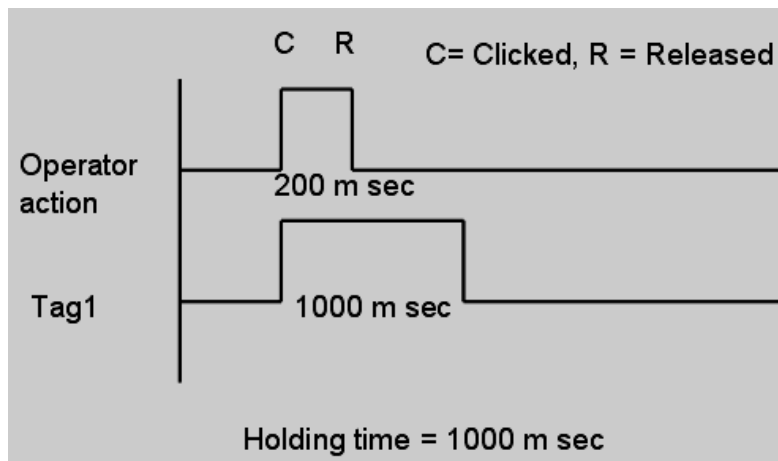 C R
C= Clicked, R = Released
Operator
action
200 m sec
Tag1
1000 m sec
Holding time = 1000 m sec